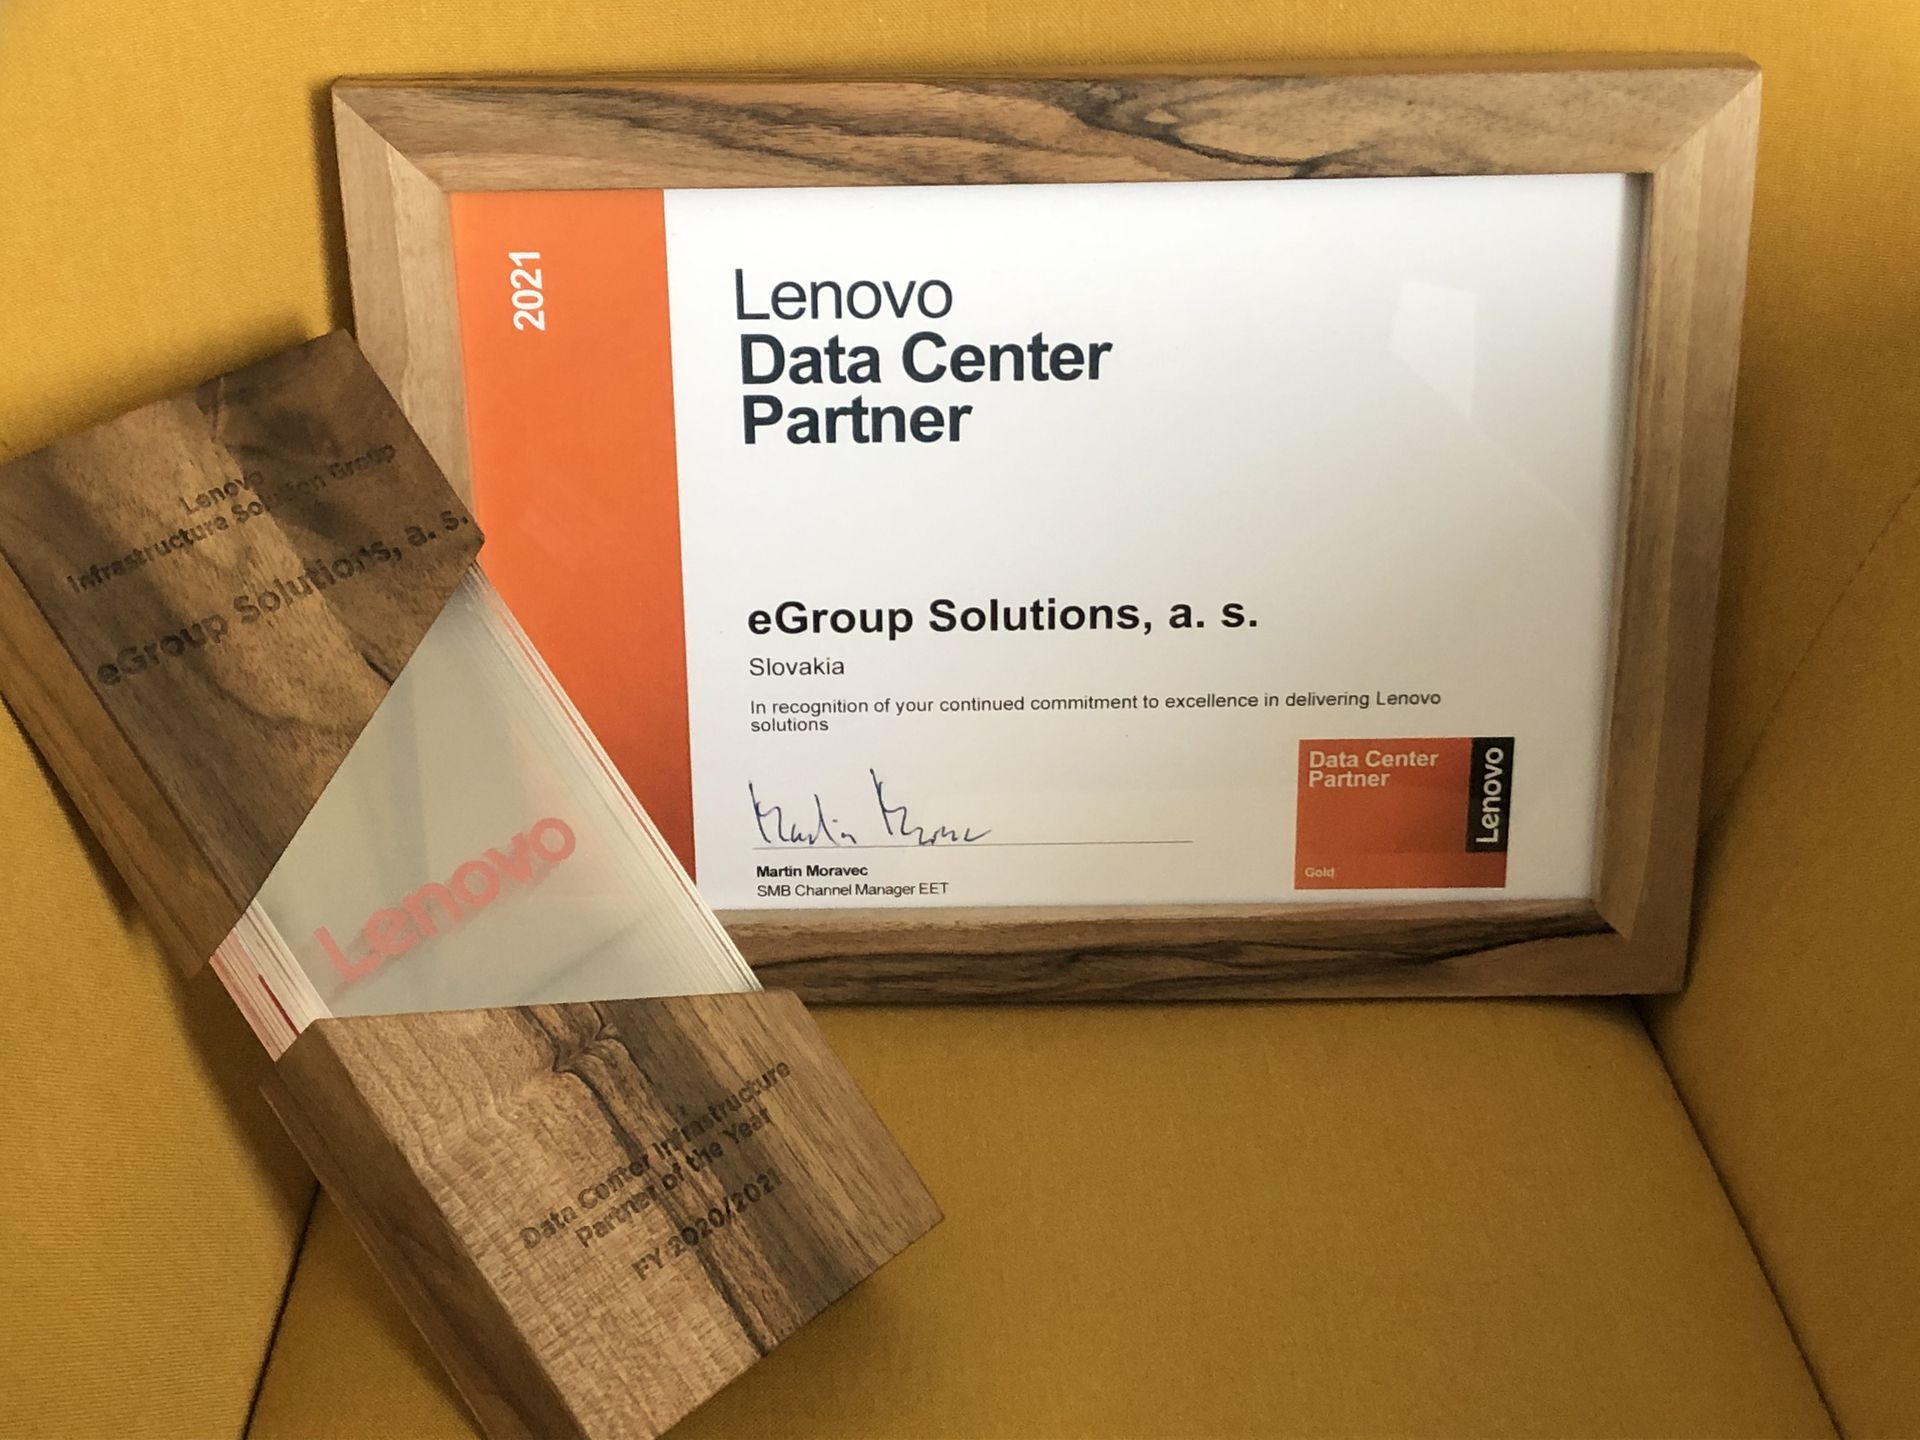 2021
Lenovo
Data Center
Partner
eGroup Solutions, a. s.
Slovakia
In recognition of your continued commitment to excellence in delivering Lenovo
solutions
Martin Moravec
Martin Moravec
SMB Channel Manager EET
Data Center
Partner
Lenovo
Gold
Lenovo
Infrastructure Solution Group
eGroup Solutions, a. s.
Lenovo
Data Center Infrastructure
Partner of the Year
FY 2020/2021